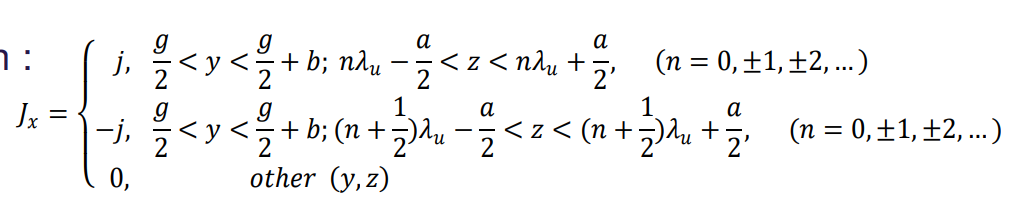 n :
J_x = { j, g/2 < y < g/2 + b; nλ_u − a/2 < z < nλ_u + a/2, (n = 0, ±1, ±2, …)
−j, g/2 < y < g/2 + b; (n + 1/2)λ_u − a/2 < z < (n + 1/2)λ_u + a/2, (n = 0, ±1, ±2, …)
0, other (y, z)